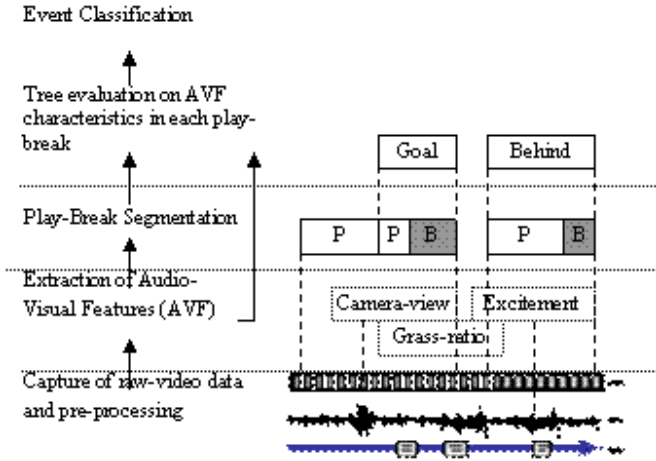 Event Classification
Tree evaluation on AVF
characteristics in each play-
break
Goal
Behind
Play-Break Segmentation
P
P
B
P
B
Extraction of Audio-
Visual Features (AVF)
Camera-view
Excitement
Grass-ratio
Capture of raw-video data
and pre-processing